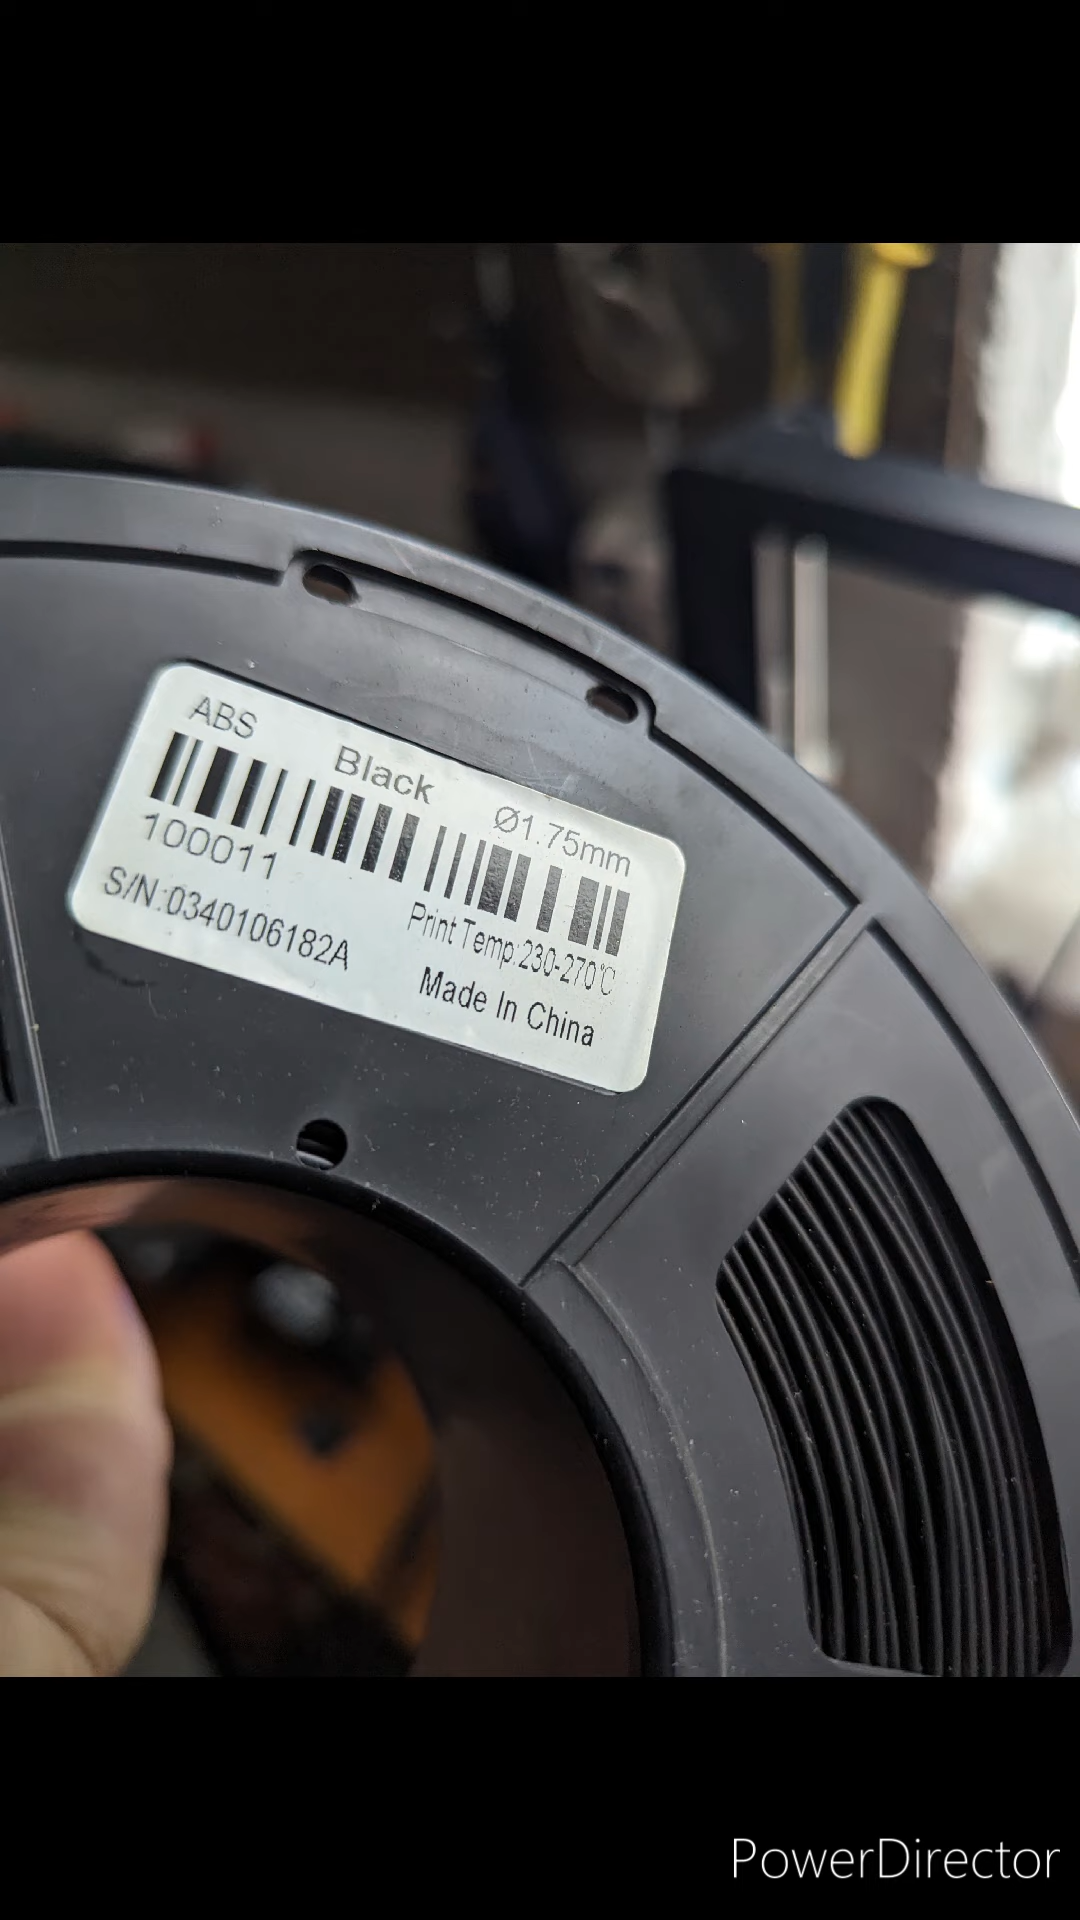 ABS Black Ø1.75mm
100011
Print Temp:230-270℃
S/N:0340106182A
Made In China
PowerDirector